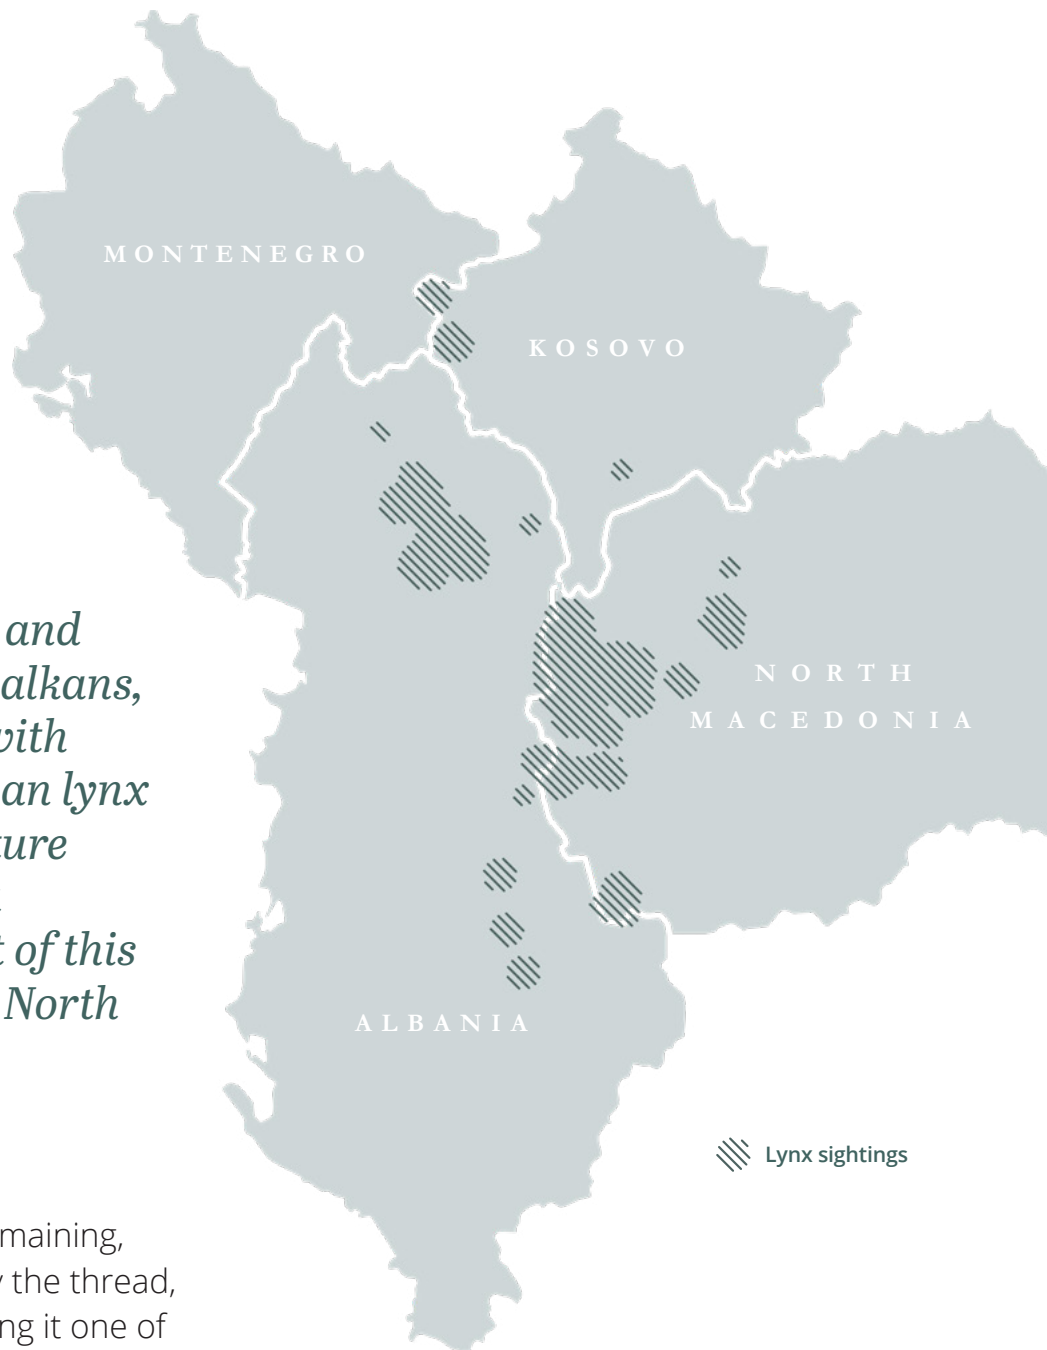 MONTENEGRO
KOSOVO
NORTH
MACEDONIA
ALBANIA
Lynx sightings
and
alkans,
vith
an lynx
ure
t of this
North
maining,
the thread,
ng it one of